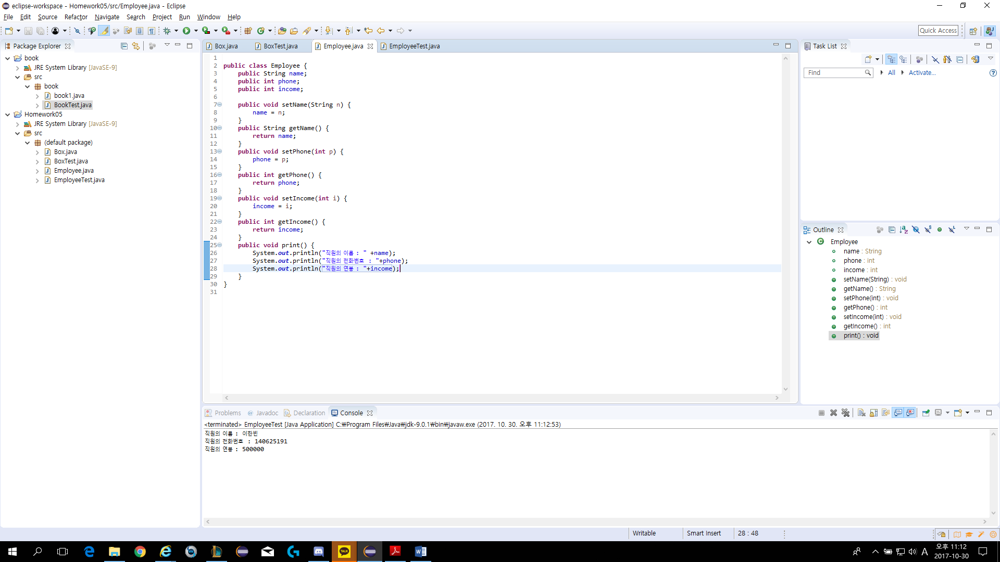 eclipse-workspace - Homework05/src/Employee.java - Eclipse
File Edit Source Refactor Navigate Search Project Run Window Help
Quick Access
Package Explorer
book
JRE System Library [JavaSE-9]
src
book
book1.java
BookTest.java
Homework05
JRE System Library [JavaSE-9]
src
(default package)
Box.java
BoxTest.java
Employee.java
EmployeeTest.java
Box.java BoxTest.java Employee.java EmployeeTest.java
1
2 public class Employee {
3 public String name;
4 public int phone;
5 public int income;
6
7 public void setName(String n) {
8 name = n;
9 }
10 public String getName() {
11 return name;
12 }
13 public void setPhone(int p) {
14 phone = p;
15 }
16 public int getPhone() {
17 return phone;
18 }
19 public void setIncome(int i) {
20 income = i;
21 }
22 public int getIncome() {
23 return income;
24 }
25 public void print() {
26 System.out.println("직원의 이름 : " +name);
27 System.out.println("직원의 전화번호 : "+phone);
28 System.out.println("직원의 연봉 : "+income);
29 }
30 }
31
Task List
Find All Activate...
Outline
Employee
name : String
phone : int
income : int
setName(String) : void
getName() : String
setPhone(int) : void
getPhone() : int
setIncome(int) : void
getIncome() : int
print() : void
Problems Javadoc Declaration Console
<terminated> EmployeeTest [Java Application] C:₩Program Files₩Java₩jdk-9.0.1₩bin₩javaw.exe (2017. 10. 30. 오후 11:12:53)
직원의 이름 : 이한빈
직원의 전화번호 : 140625191
직원의 연봉 : 500000
Writable Smart Insert 28 : 48
TALK
A
오후 11:12
2017-10-30